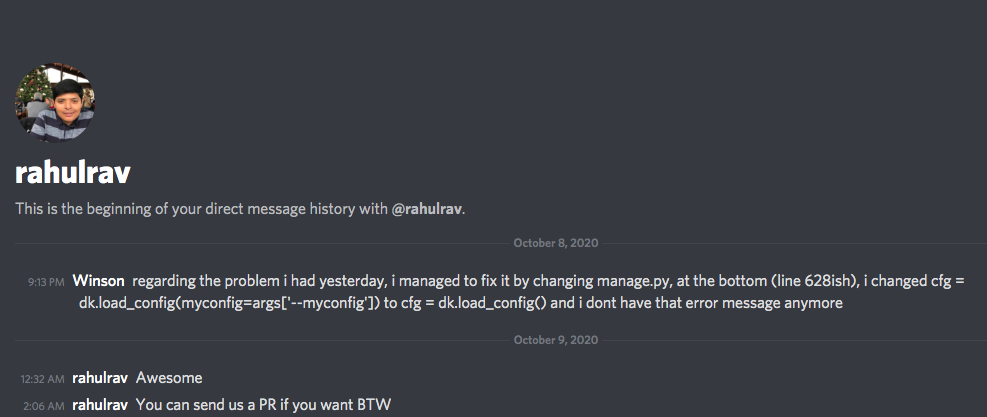 rahulrav
This is the beginning of your direct message history with @rahulrav.
October 8, 2020
9:13 PM Winson regarding the problem i had yesterday, i managed to fix it by changing manage.py, at the bottom (line 628ish), i changed cfg =
dk.load_config(myconfig=args['--myconfig']) to cfg = dk.load_config() and i dont have that error message anymore
October 9, 2020
12:32 AM rahulrav Awesome
2:06 AM rahulrav You can send us a PR if you want BTW